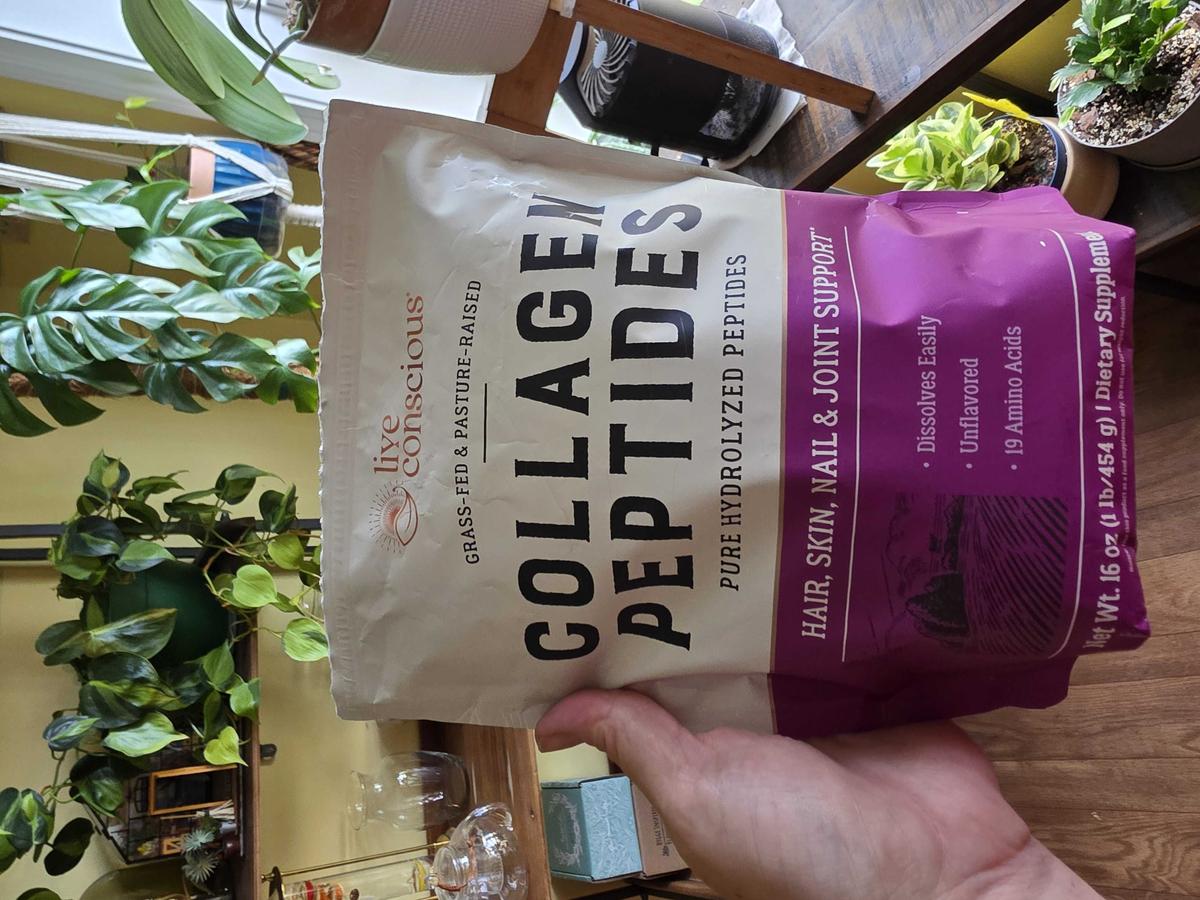 live
conscious®
GRASS-FED & PASTURE-RAISED
COLLAGEN
PEPTIDES
PURE HYDROLYZED PEPTIDES
HAIR, SKIN, NAIL & JOINT SUPPORT*
• Dissolves Easily
• Unflavored
• 19 Amino Acids
Net Wt. 16 oz (1 lb/454 g) | Dietary Suppleme